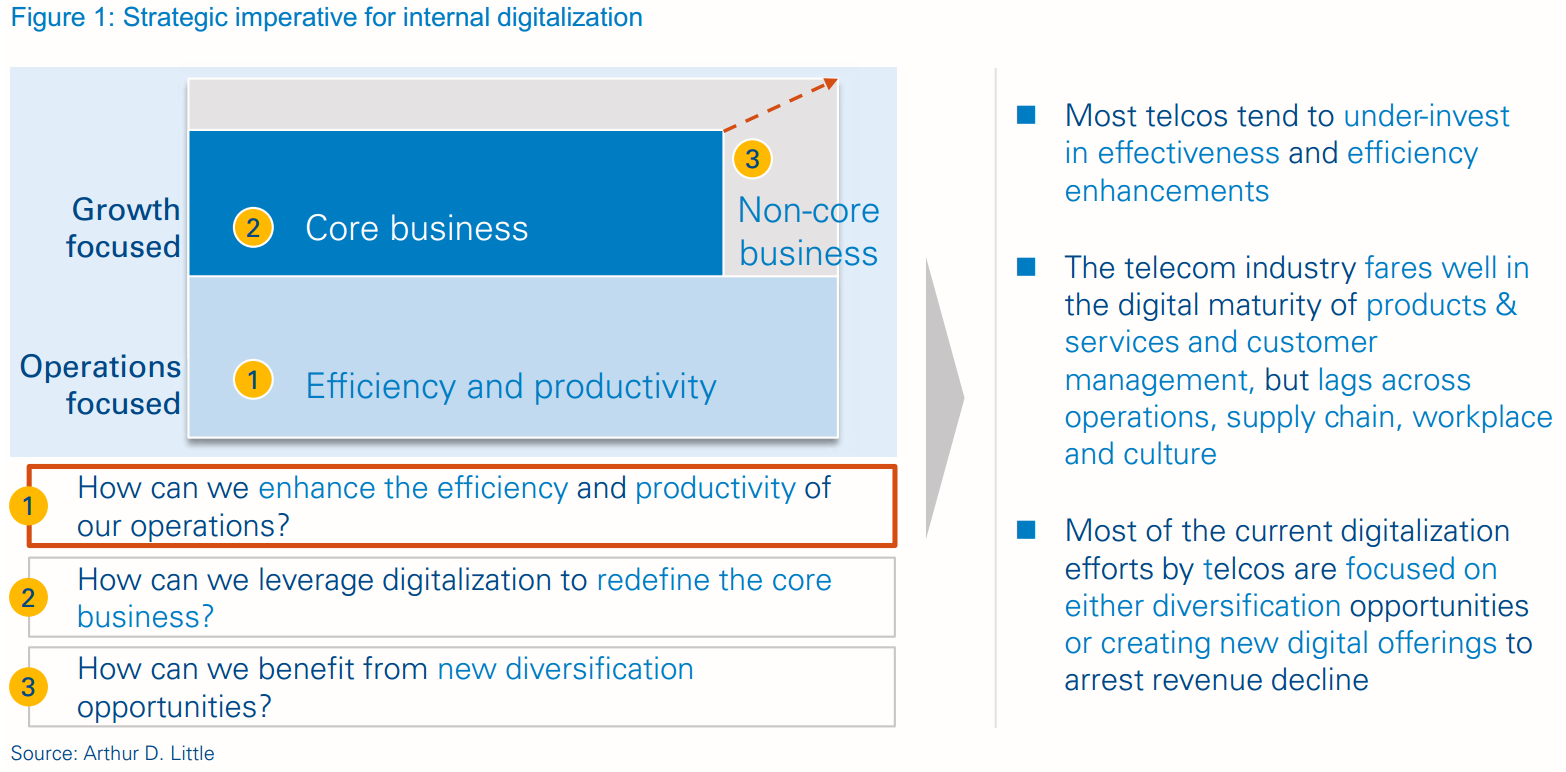 Figure 1: Strategic imperative for internal digitalization
Growth
focused
2
Core business
3
Non-core
business
Operations
focused
1
Efficiency and productivity
1
How can we enhance the efficiency and productivity of
our operations?
2
How can we leverage digitalization to redefine the core
business?
3
How can we benefit from new diversification
opportunities?
Most telcos tend to under-invest
in effectiveness and efficiency
enhancements
The telecom industry fares well in
the digital maturity of products &
services and customer
management, but lags across
operations, supply chain, workplace
and culture
Most of the current digitalization
efforts by telcos are focused on
either diversification opportunities
or creating new digital offerings to
arrest revenue decline
Source: Arthur D. Little